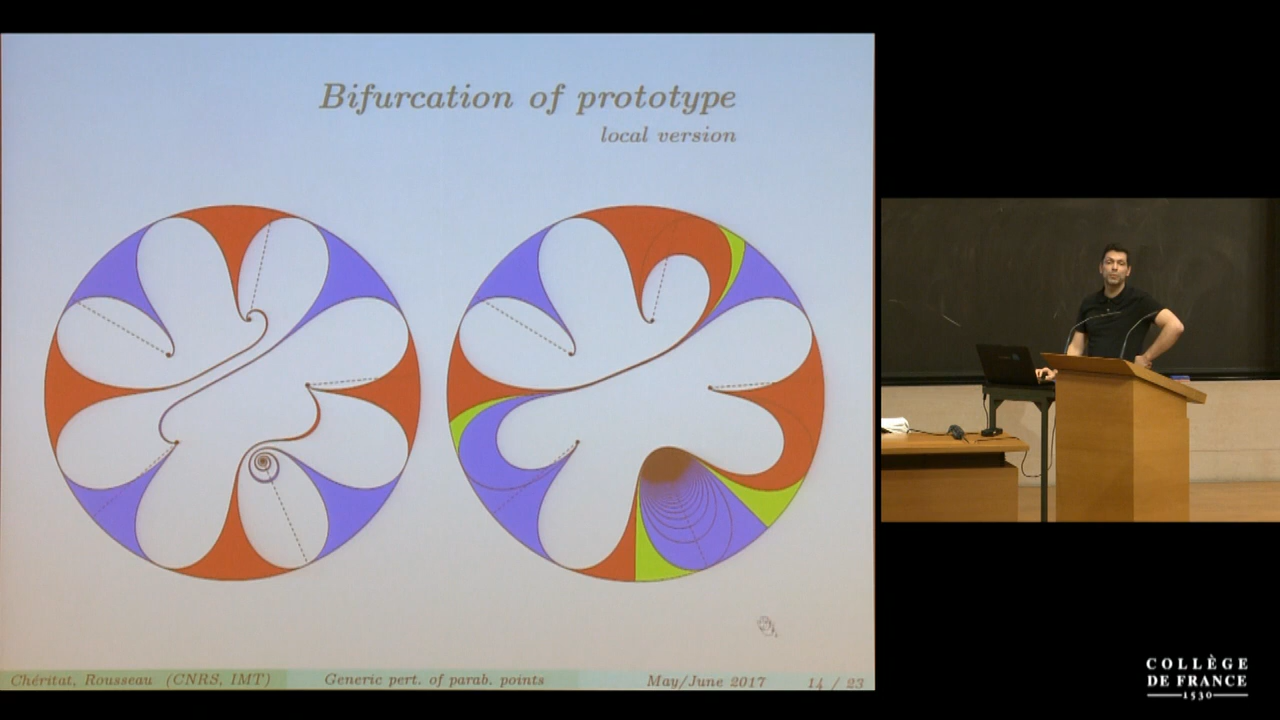 Bifurcation of prototype
local version
Chéritat, Rousseau (CNRS, IMT) Generic pert. of parab. points May/June 2017 14 / 23
COLLÈGE
DE FRANCE
1530